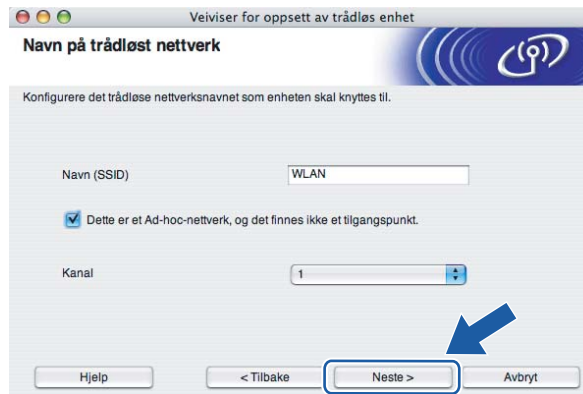 Veiviser for oppsett av trådløs enhet
Navn på trådløst nettverk
Konfigurere det trådløse nettverksnavnet som enheten skal knyttes til.
Navn (SSID) WLAN
Dette er et Ad-hoc-nettverk, og det finnes ikke et tilgangspunkt.
Kanal 1
Hjelp < Tilbake Neste > Avbryt